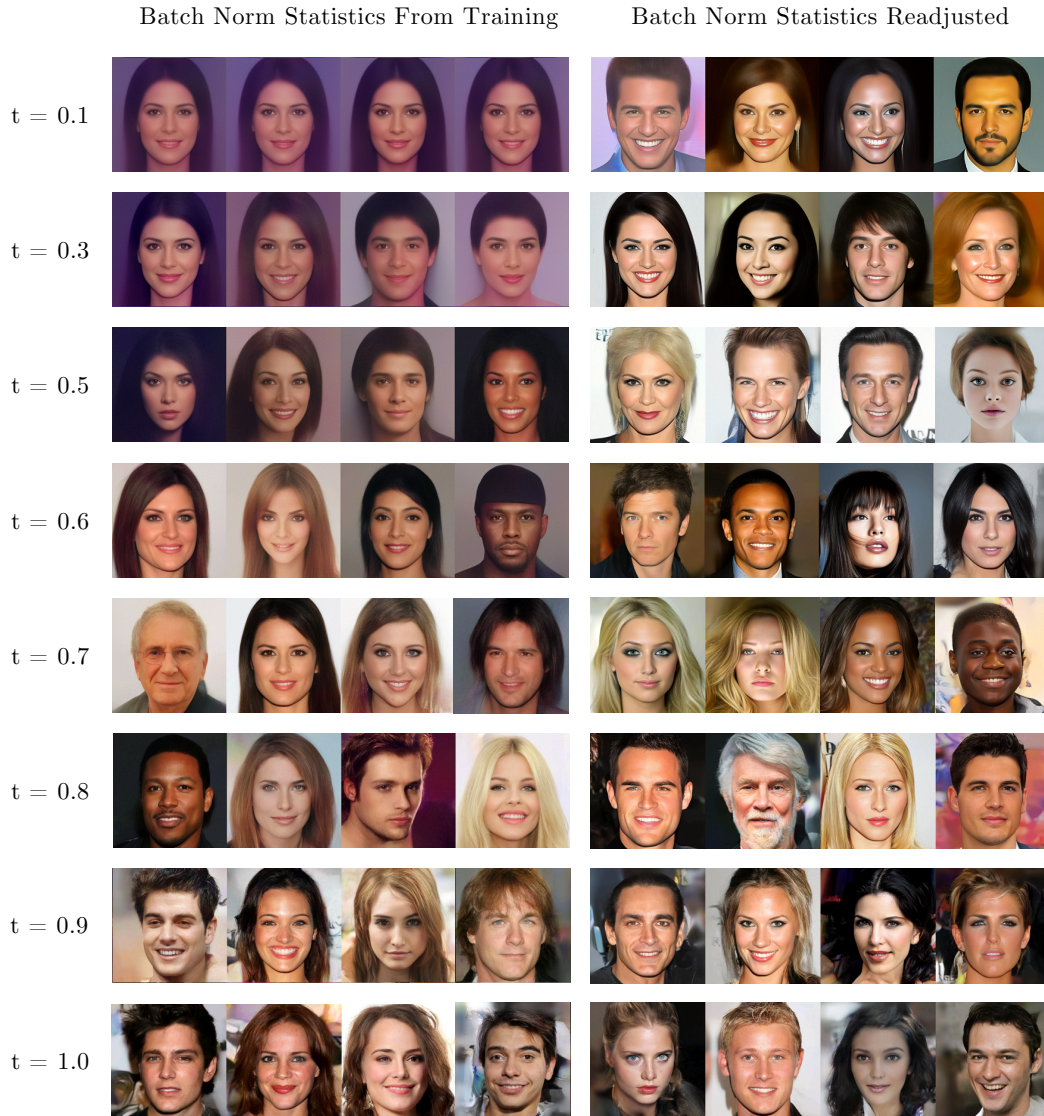 Batch Norm Statistics From Training
Batch Norm Statistics Readjusted
t = 0.1
t = 0.3
t = 0.5
t = 0.6
t = 0.7
t = 0.8
t = 0.9
t = 1.0